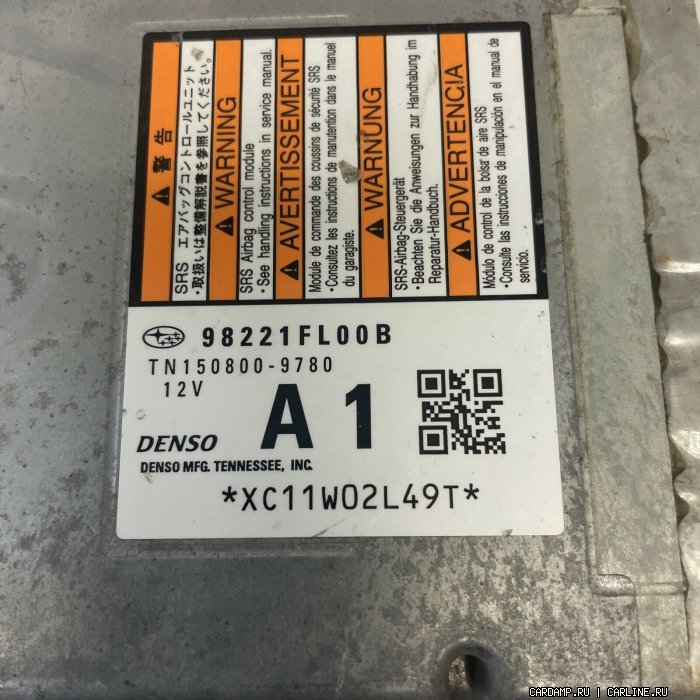 警告
SRS エアバッグコントロールユニット
・取扱いは整備解説書を参照してください。
WARNING
SRS Airbag control module
・See handling instructions in service manual.
AVERTISSEMENT
Module de commande des coussins de sécurité SRS
・Consultez les instructions de manutention dans le manuel
du garagiste.
WARNUNG
SRS-Airbag-Steuergerät
・Beachten Sie die Anweisungen zur Handhabung im
Reparatur-Handbuch.
ADVERTENCIA
Módulo de control de la bolsa de aire SRS
・Consulte las instrucciones de manipulación en el manual de
servicio.
98221FL00B
TN150800-9780
12V
A1
DENSO
DENSO MFG. TENNESSEE, INC.
*XC11W02L49T*
CARDAMP.RU | CARLINE.RU